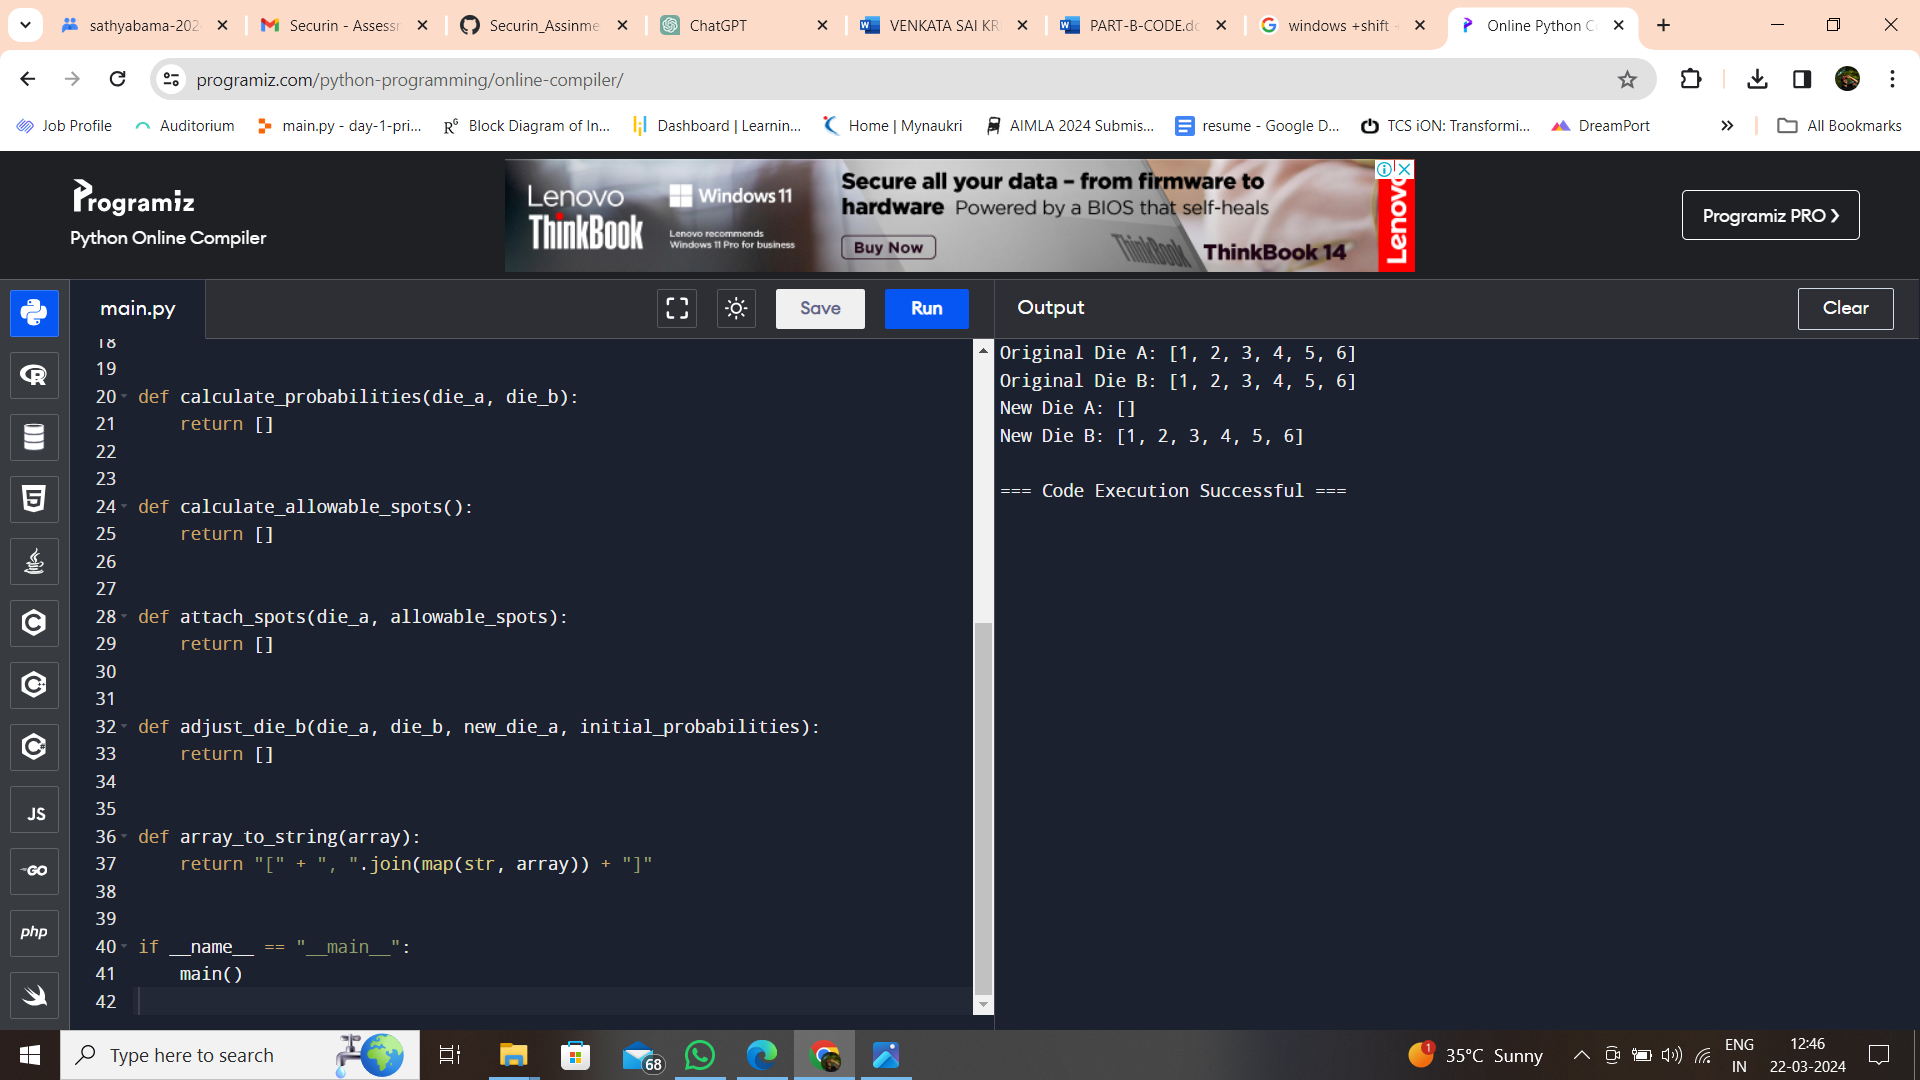 sathyabama-202
Securin - Assessr
Securin_Assinme
ChatGPT
VENKATA SAI KRI
PART-B-CODE.do
windows +shift
Online Python C
programiz.com/python-programming/online-compiler/
Job Profile
Auditorium
main.py - day-1-pri...
Block Diagram of In...
Dashboard | Learnin...
Home | Mynaukri
AIMLA 2024 Submis...
resume - Google D...
TCS iON: Transformi...
DreamPort
All Bookmarks
Programiz
Python Online Compiler
Lenovo
ThinkBook
Windows 11
Lenovo recommends
Windows 11 Pro for business
Secure all your data – from firmware to
hardware Powered by a BIOS that self-heals
Buy Now
ThinkBook
ThinkBook 14
Lenovo
Programiz PRO
main.py
Save
Run
Output
Clear
18
19
20 def calculate_probabilities(die_a, die_b):
21 return []
22
23
24 def calculate_allowable_spots():
25 return []
26
27
28 def attach_spots(die_a, allowable_spots):
29 return []
30
31
32 def adjust_die_b(die_a, die_b, new_die_a, initial_probabilities):
33 return []
34
35
36 def array_to_string(array):
37 return "[" + ", ".join(map(str, array)) + "]"
38
39
40 if __name__ == "__main__":
41 main()
42
Original Die A: [1, 2, 3, 4, 5, 6]
Original Die B: [1, 2, 3, 4, 5, 6]
New Die A: []
New Die B: [1, 2, 3, 4, 5, 6]
=== Code Execution Successful ===
JS
GO
php
Type here to search
68
1
35°C Sunny
ENG
IN
12:46
22-03-2024